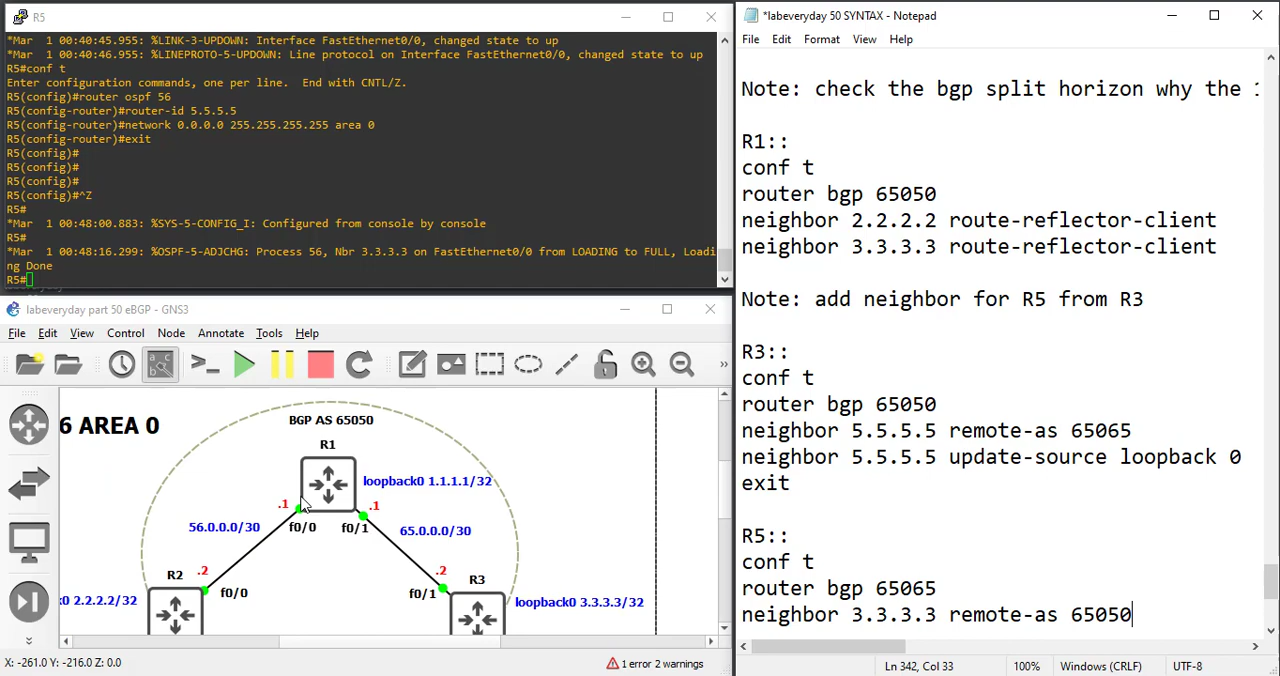 R5
*Mar  1 00:40:45.955: %LINK-3-UPDOWN: Interface FastEthernet0/0, changed state to up
*Mar  1 00:40:46.955: %LINEPROTO-5-UPDOWN: Line protocol on Interface FastEthernet0/0, changed state to up
R5#conf t
Enter configuration commands, one per line.  End with CNTL/Z.
R5(config)#router ospf 56
R5(config-router)#router-id 5.5.5.5
R5(config-router)#network 0.0.0.0 255.255.255.255 area 0
R5(config-router)#exit
R5(config)#
R5(config)#
R5(config)#
R5(config)#^Z
R5#
*Mar  1 00:48:00.883: %SYS-5-CONFIG_I: Configured from console by console
R5#
*Mar  1 00:48:16.299: %OSPF-5-ADJCHG: Process 56, Nbr 3.3.3.3 on FastEthernet0/0 from LOADING to FULL, Loadi
ng Done
R5#
labeveryday part 50 eBGP - GNS3
File Edit View Control Node Annotate Tools Help
6 AREA 0
BGP AS 65050
R1
loopback0 1.1.1.1/32
.1
.1
56.0.0.0/30
f0/0
f0/1
65.0.0.0/30
R2
.2
f0/0
.2
R3
f0/1
k0 2.2.2.2/32
loopback0 3.3.3.3/32
X: -261.0 Y: -216.0 Z: 0.0
1 error 2 warnings
*labeveryday 50 SYNTAX - Notepad
File Edit Format View Help
Note: check the bgp split horizon why the 1
R1::
conf t
router bgp 65050
neighbor 2.2.2.2 route-reflector-client
neighbor 3.3.3.3 route-reflector-client
Note: add neighbor for R5 from R3
R3::
conf t
router bgp 65050
neighbor 5.5.5.5 remote-as 65065
neighbor 5.5.5.5 update-source loopback 0
exit
R5::
conf t
router bgp 65065
neighbor 3.3.3.3 remote-as 65050
Ln 342, Col 33
100%
Windows (CRLF)
UTF-8